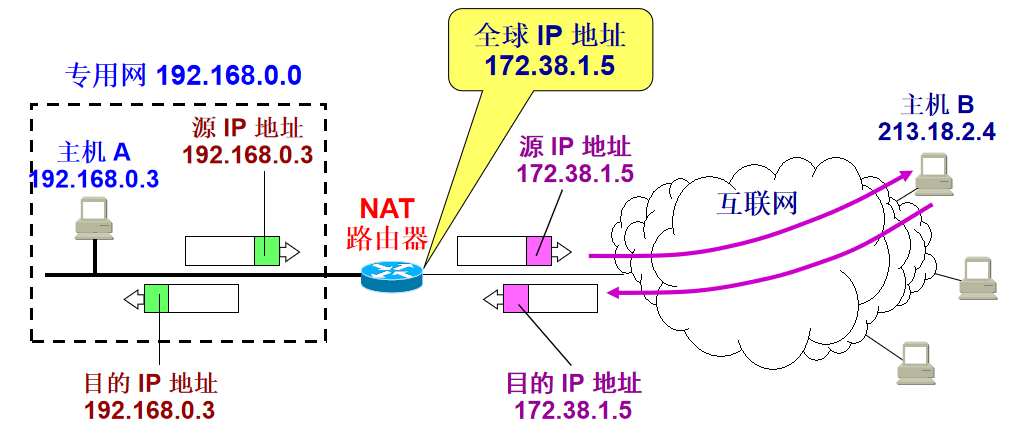 全球 IP 地址
172.38.1.5
专用网 192.168.0.0
源 IP 地址
192.168.0.3
主机 A
192.168.0.3
主机 B
213.18.2.4
源 IP 地址
172.38.1.5
NAT
路由器
互联网
目的 IP 地址
192.168.0.3
目的 IP 地址
172.38.1.5